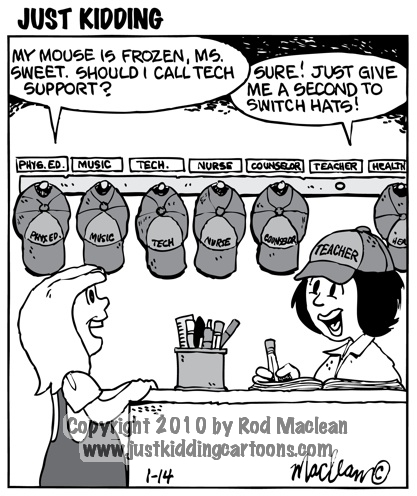 JUST KIDDING
MY MOUSE IS FROZEN, MS.
SWEET. SHOULD I CALL TECH
SUPPORT?
SURE! JUST GIVE
ME A SECOND TO
SWITCH HATS!
PHYS. ED.
MUSIC
TECH.
NURSE
COUNSELOR
TEACHER
HEALTH
PHYS. ED.
MUSIC
TECH
NURSE
COUNSELOR
HEA
TEACHER
Copyright 2010 by Rod Maclean
www.justkiddingcartoons.com
1-14
Maclean ©